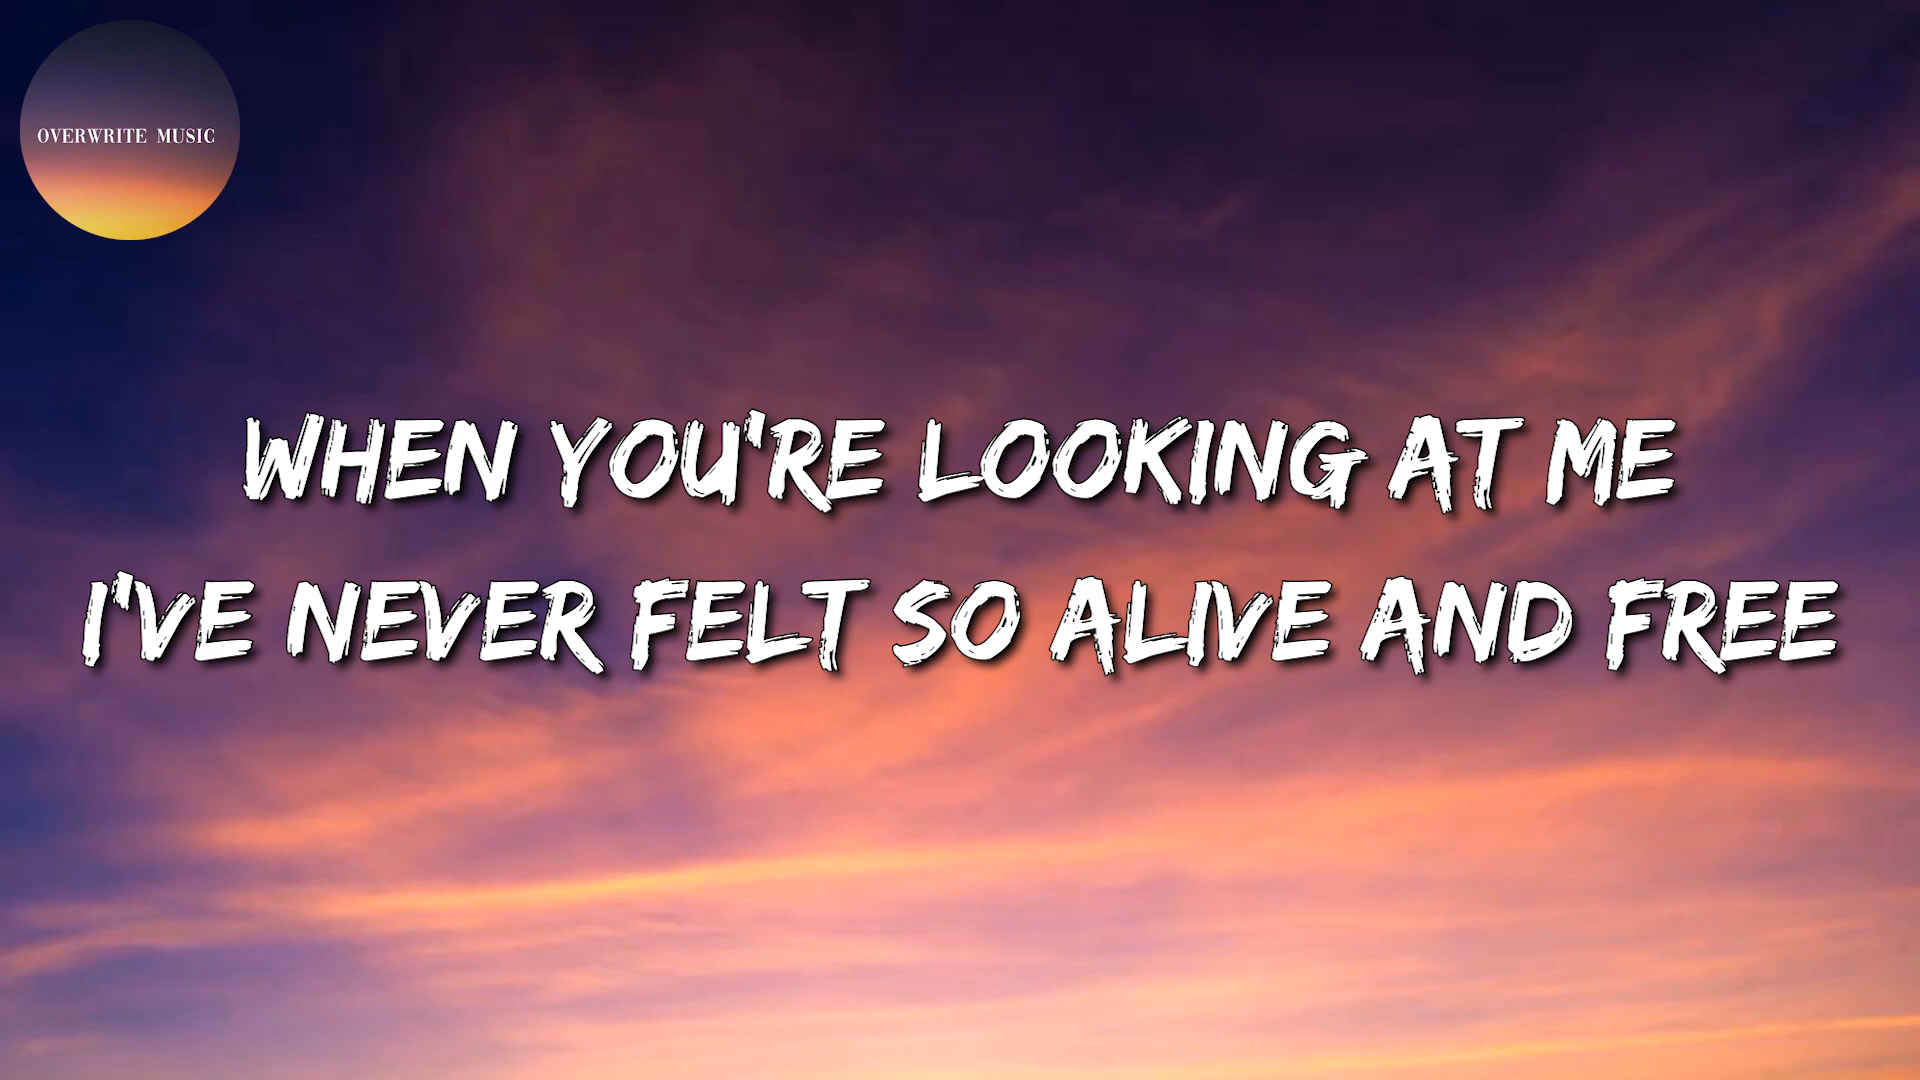 OVERWRITE MUSIC
WHEN YOU'RE LOOKING AT ME
I'VE NEVER FELT SO ALIVE AND FREE